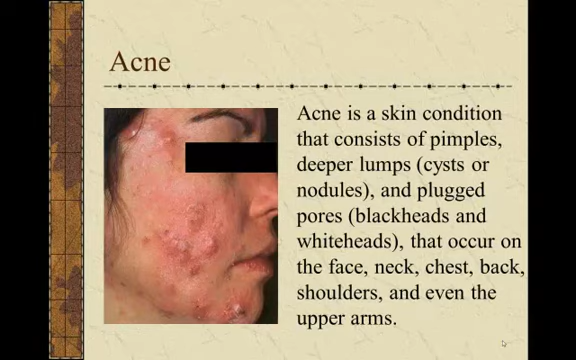 Acne
Acne is a skin condition
that consists of pimples,
deeper lumps (cysts or
nodules), and plugged
pores (blackheads and
whiteheads), that occur on
the face, neck, chest, back,
shoulders, and even the
upper arms.